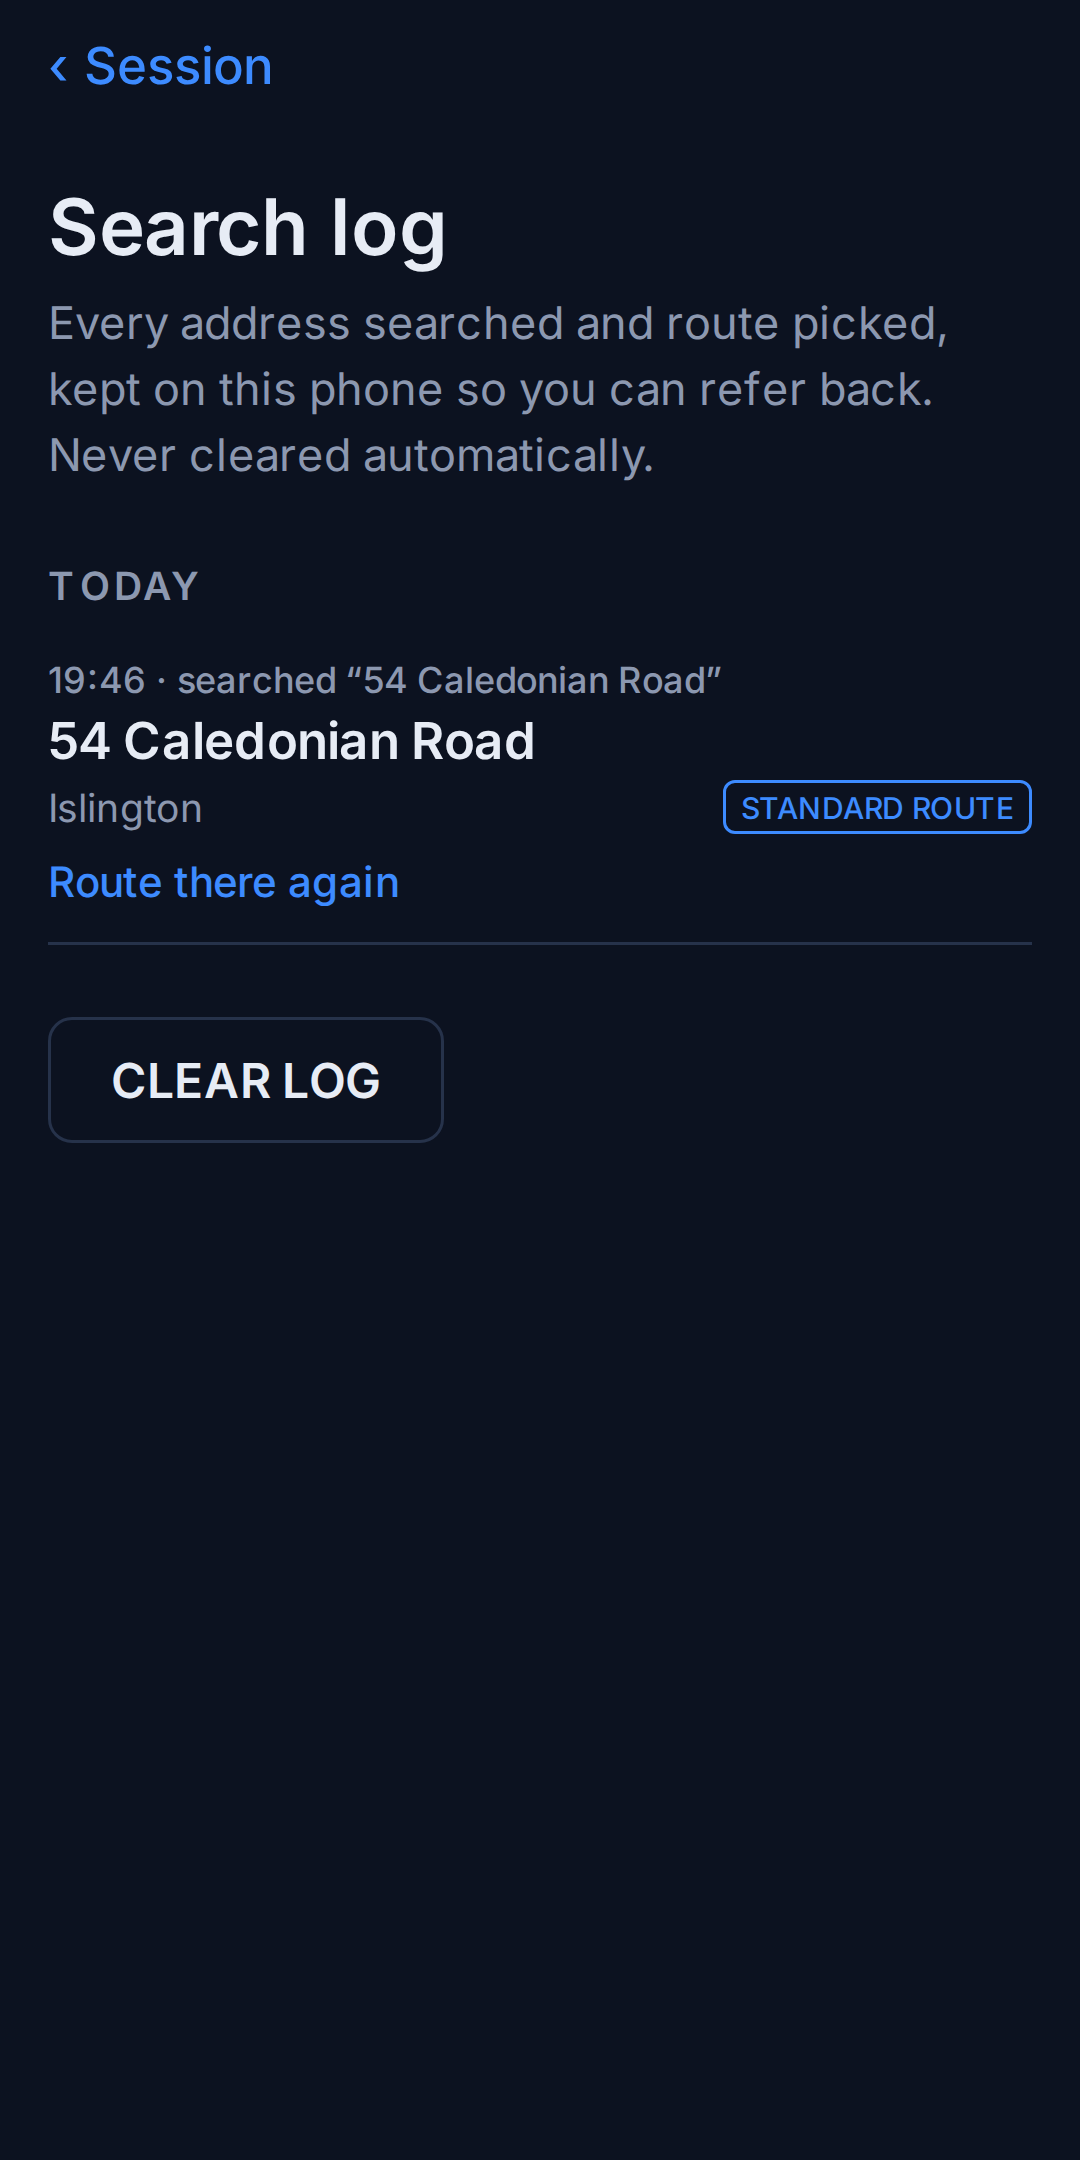 ‹ Session
Search log
Every address searched and route picked,
kept on this phone so you can refer back.
Never cleared automatically.
TODAY
19:46 · searched “54 Caledonian Road”
54 Caledonian Road
Islington
STANDARD ROUTE
Route there again
CLEAR LOG